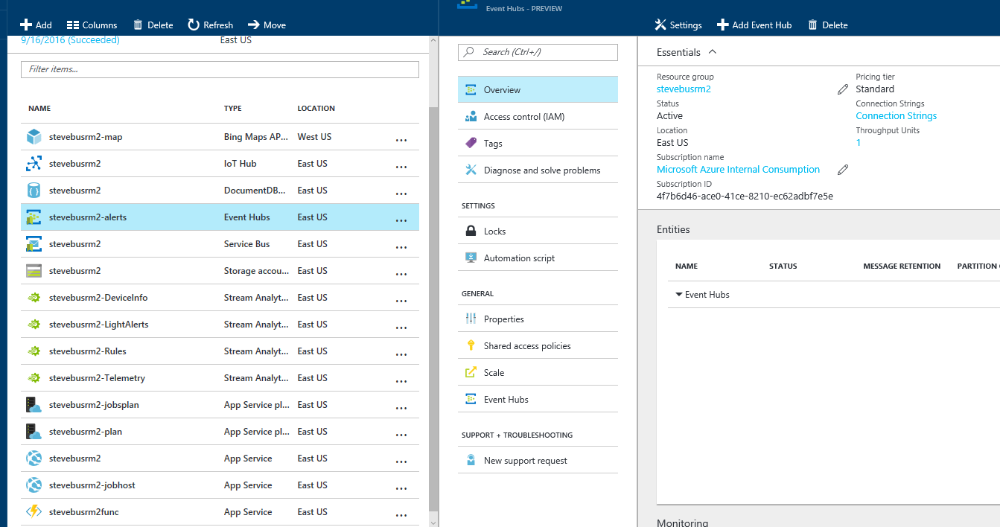 Event Hubs - PREVIEW
Add Columns Delete Refresh Move
Settings Add Event Hub Delete
9/16/2016 (Succeeded) East US
Filter items...
NAME TYPE LOCATION
stevebusrm2-map Bing Maps AP... West US ...
stevebusrm2 IoT Hub East US ...
stevebusrm2 DocumentDB... East US ...
stevebusrm2-alerts Event Hubs East US ...
stevebusrm2 Service Bus East US ...
stevebusrm2 Storage accou... East US ...
stevebusrm2-DeviceInfo Stream Analyt... East US ...
stevebusrm2-LightAlerts Stream Analyt... East US ...
stevebusrm2-Rules Stream Analyt... East US ...
stevebusrm2-Telemetry Stream Analyt... East US ...
stevebusrm2-jobsplan App Service pl... East US ...
stevebusrm2-plan App Service pl... East US ...
stevebusrm2 App Service East US ...
stevebusrm2-jobhost App Service East US ...
stevebusrm2func App Service East US ...
Search (Ctrl+/)
Overview
Access control (IAM)
Tags
Diagnose and solve problems
SETTINGS
Locks
Automation script
GENERAL
Properties
Shared access policies
Scale
Event Hubs
SUPPORT + TROUBLESHOOTING
New support request
Essentials
Resource group
stevebusrm2
Status
Active
Location
East US
Subscription name
Microsoft Azure Internal Consumption
Subscription ID
4f7b6d46-ace0-41ce-8210-ec62adbf7e5e
Pricing tier
Standard
Connection Strings
Connection Strings
Throughput Units
1
Entities
NAME STATUS MESSAGE RETENTION PARTITION
Event Hubs
Monitoring